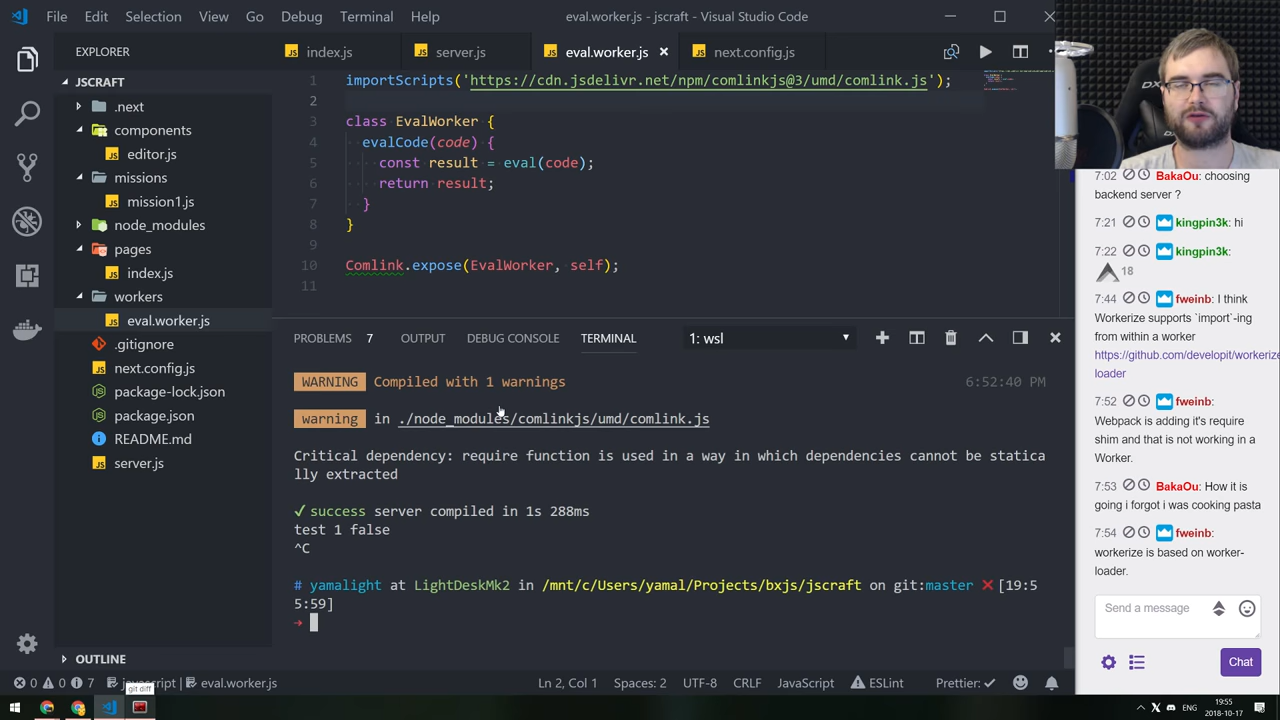 File Edit Selection View Go Debug Terminal Help
eval.worker.js - jscraft - Visual Studio Code
EXPLORER
JSCRAFT
.next
components
editor.js
missions
mission1.js
node_modules
pages
index.js
workers
eval.worker.js
.gitignore
next.config.js
package-lock.json
package.json
README.md
server.js
OUTLINE
JS index.js
JS server.js
JS eval.worker.js ×
JS next.config.js
importScripts('https://cdn.jsdelivr.net/npm/comlinkjs@3/umd/comlink.js');
2
3 class EvalWorker {
4 evalCode(code) {
5 const result = eval(code);
6 return result;
7 }
8 }
9
10 Comlink.expose(EvalWorker, self);
11
PROBLEMS 7 OUTPUT DEBUG CONSOLE TERMINAL 1: wsl
WARNING Compiled with 1 warnings 6:52:40 PM
warning in ./node_modules/comlinkjs/umd/comlink.js
Critical dependency: require function is used in a way in which dependencies cannot be statica
lly extracted
✓ success server compiled in 1s 288ms
test 1 false
^C
# yamalight at LightDeskMk2 in /mnt/c/Users/yamal/Projects/bxjs/jscraft on git:master ❌ [19:5
5:59]
→
0 0 7 javascript eval.worker.js Ln 2, Col 1 Spaces: 2 UTF-8 CRLF JavaScript ESLint Prettier: ✓
git diff
7:02 BakaOu: choosing
backend server ?
7:21 kingpin3k: hi
7:22 kingpin3k:
18
7:44 fweinb: I think
Workerize supports `import`-ing
from within a worker
https://github.com/developit/workerize
loader
7:52 fweinb:
Webpack is adding it's require
shim and that is not working in a
Worker.
7:53 BakaOu: How it is
going i forgot i was cooking pasta
7:54 fweinb:
workerize is based on worker-
loader.
Send a message
Chat
ENG
19:55
2018-10-17